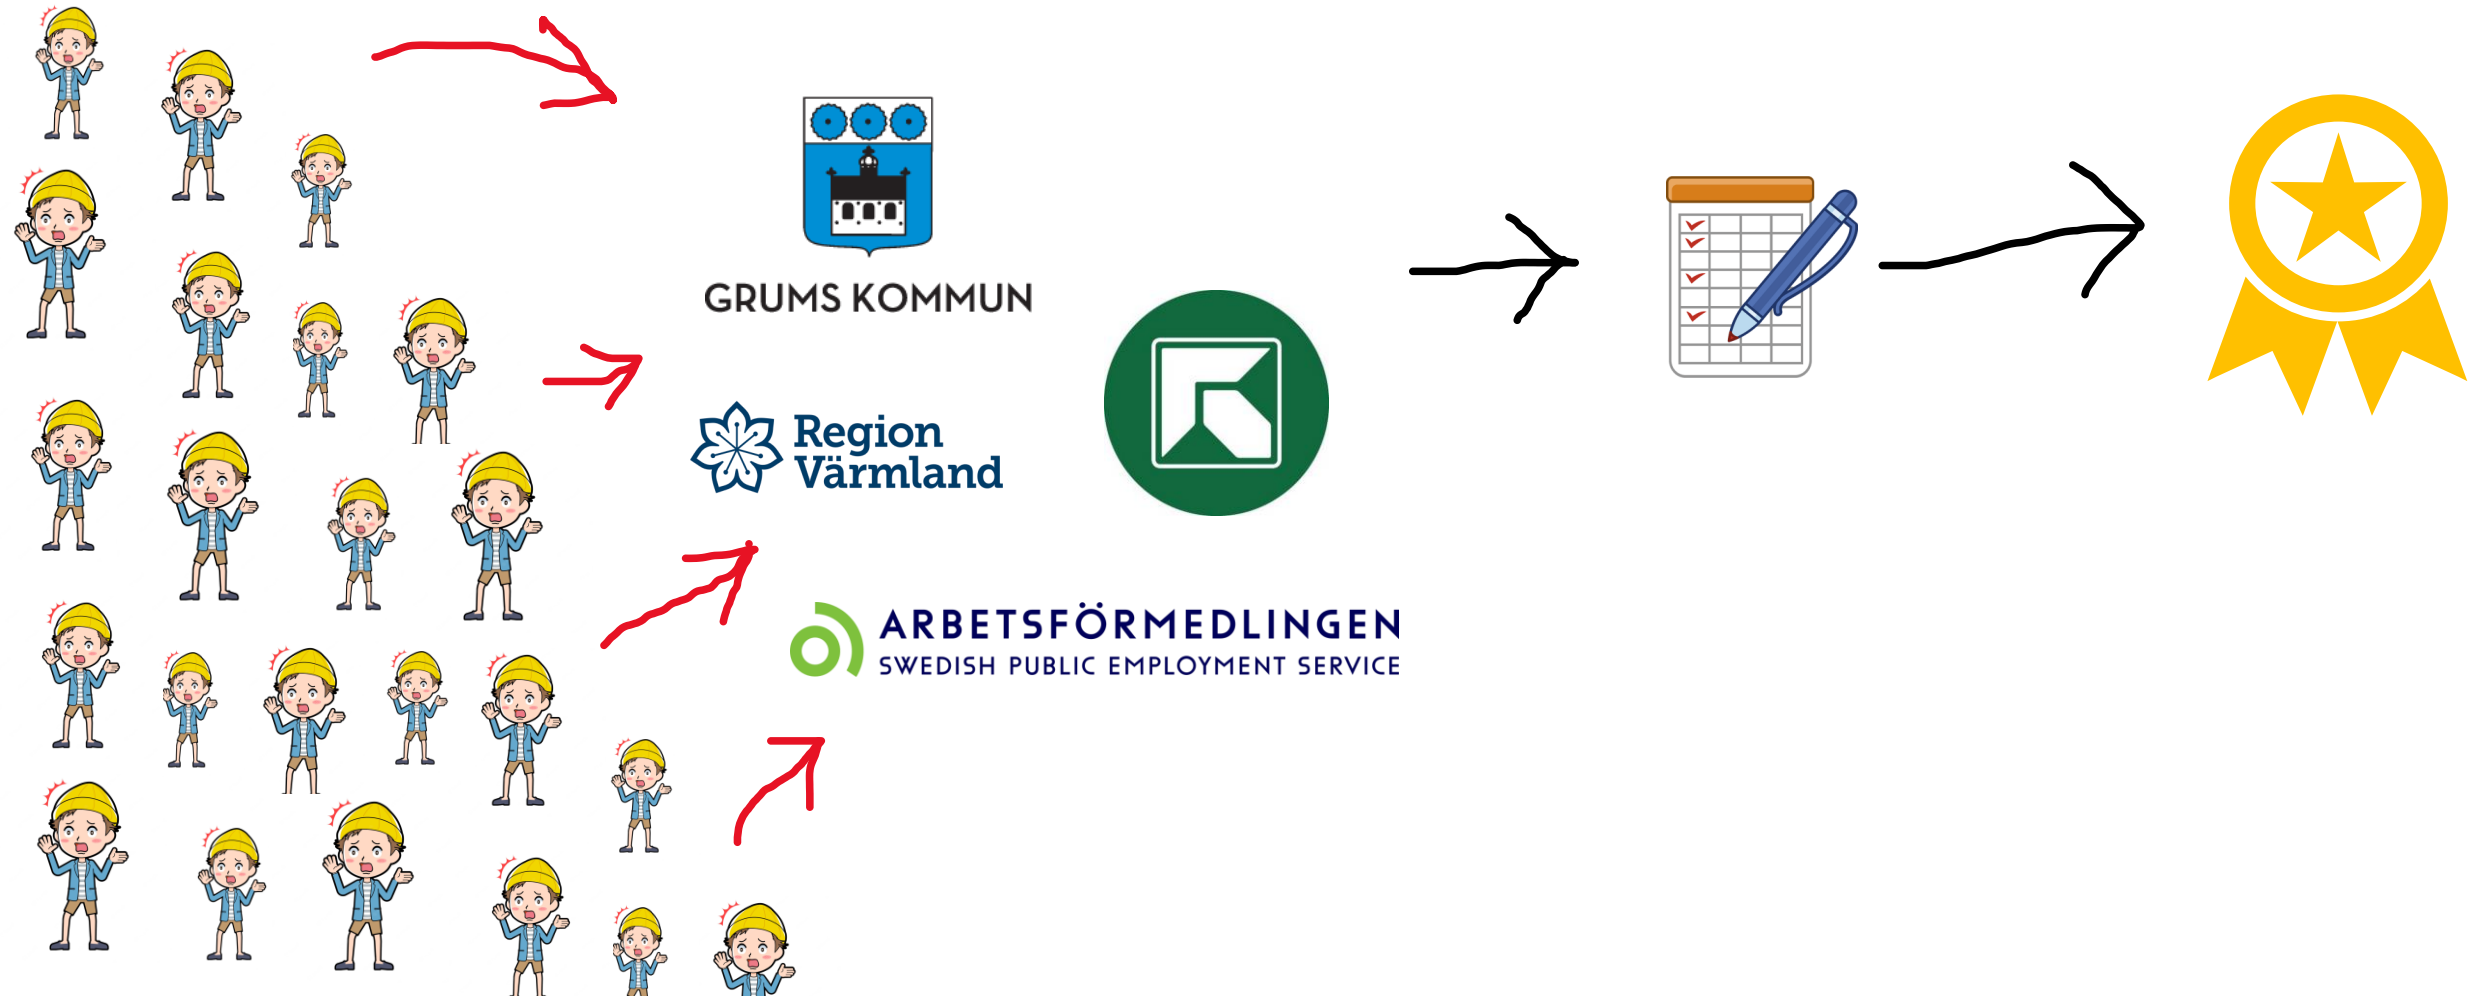 GRUMS KOMMUN
Region
Värmland
ARBETSFÖRMEDLINGEN
SWEDISH PUBLIC EMPLOYMENT SERVICE